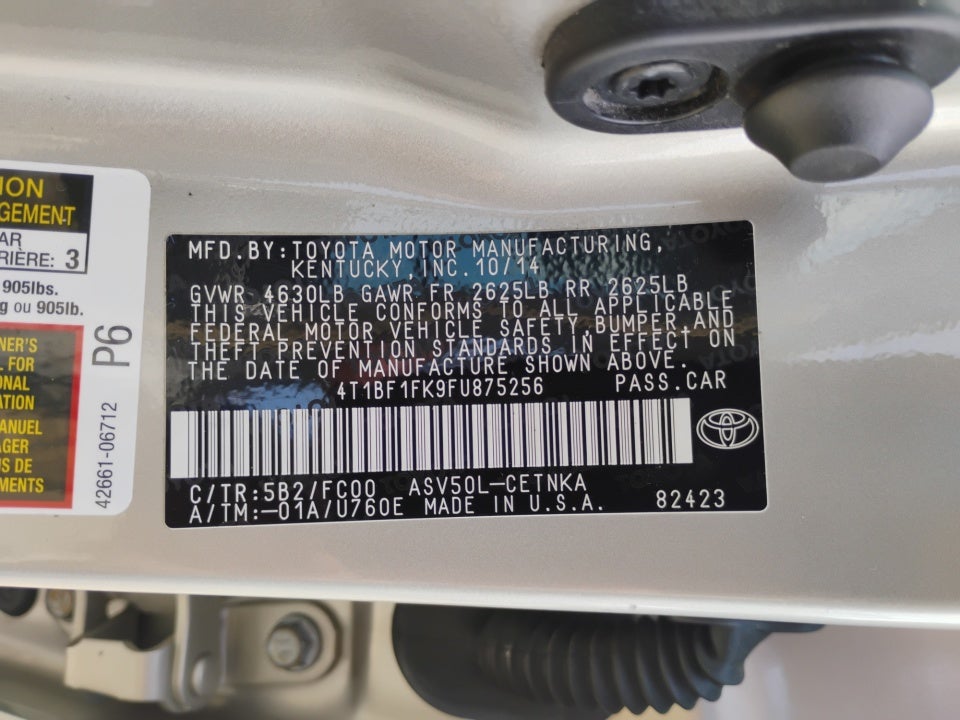 ION
GEMENT
AR
RIÈRE: 3
905lbs.
g ou 905lb.
NER'S
L FOR
IONAL
ATION
ANUEL
AGER
US DE
MENTS
P6
42661-06712
MFD.BY:TOYOTA MOTOR MANUFACTURING,
KENTUCKY,INC.10/14
GVWR 4630LB GAWR FR 2625LB RR 2625LB
THIS VEHICLE CONFORMS TO ALL APPLICABLE
FEDERAL MOTOR VEHICLE SAFETY,BUMPER,AND
THEFT PREVENTION STANDARDS IN EFFECT ON
THE DATE OF MANUFACTURE SHOWN ABOVE.
4T1BF1FK9FU875256 PASS.CAR
C/TR:5B2/FC00 ASV50L-CETNKA
A/TM:-01A/U760E MADE IN U.S.A. 82423